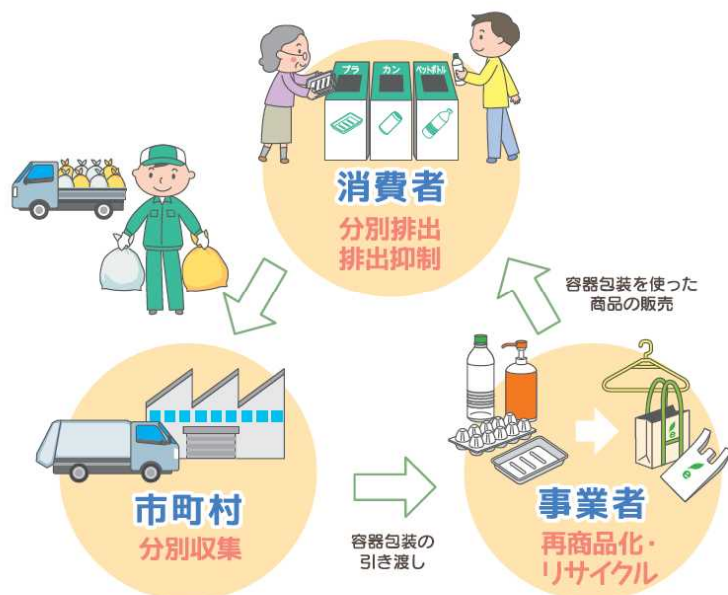 プラ
カン
ペットボトル
消費者
分別排出
排出抑制
容器包装を使った
商品の販売
市町村
分別収集
容器包装の
引き渡し
事業者
再商品化・
リサイクル
e
e